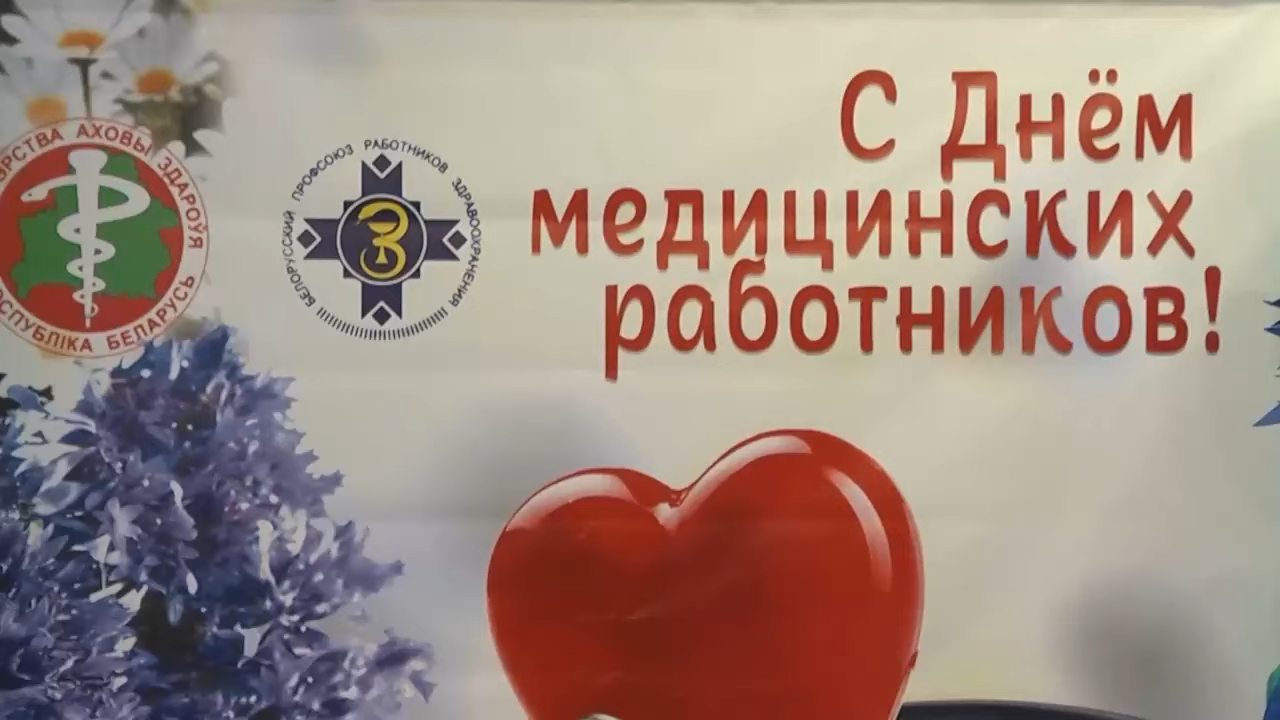 АХОВЫ ЗДАРОЎЯ
БЕЛАРУСЬ
БЕЛОРУССКИЙ ПРОФСОЮЗ РАБОТНИКОВ ЗДРАВООХРАНЕНИЯ
С Днём
медицинских
работников!